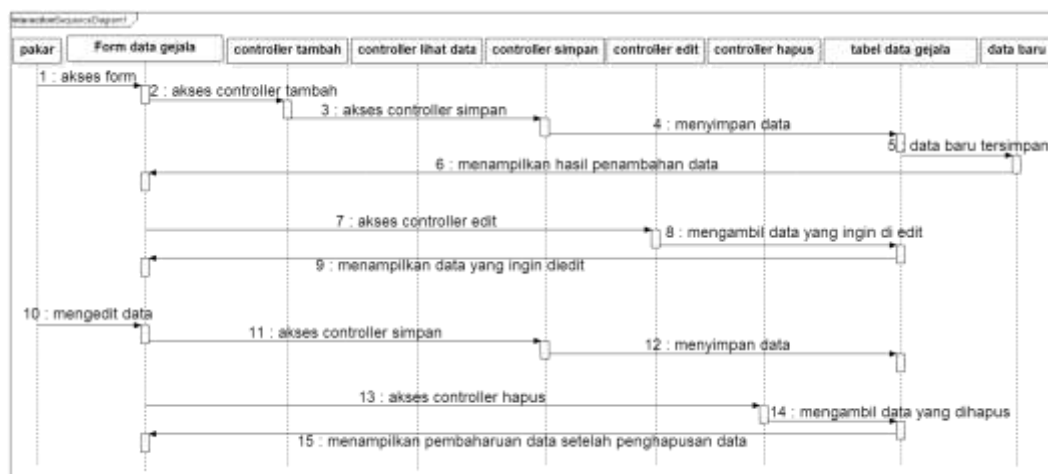 interaction SequenceDiagram1
pakar
Form data gejala
controller tambah
controller lihat data
controller simpan
controller edit
controller hapus
tabel data gejala
data baru
1 : akses form
2 : akses controller tambah
3 : akses controller simpan
4 : menyimpan data
5 : data baru tersimpan
6 : menampilkan hasil penambahan data
7 : akses controller edit
8 : mengambil data yang ingin di edit
9 : menampilkan data yang ingin diedit
10 : mengedit data
11 : akses controller simpan
12 : menyimpan data
13 : akses controller hapus
14 : mengambil data yang dihapus
15 : menampilkan pembaharuan data setelah penghapusan data